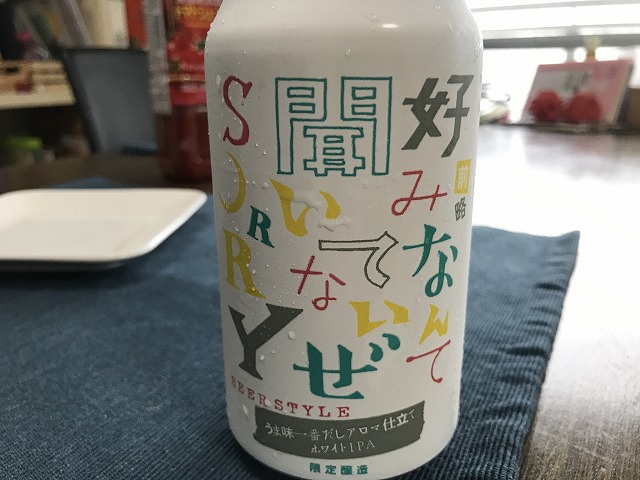 前略
好みなんて
聞いてないぜ
SORRY
BEER STYLE
うま味一番だしアロマ仕立て
ホワイトIPA
限定醸造